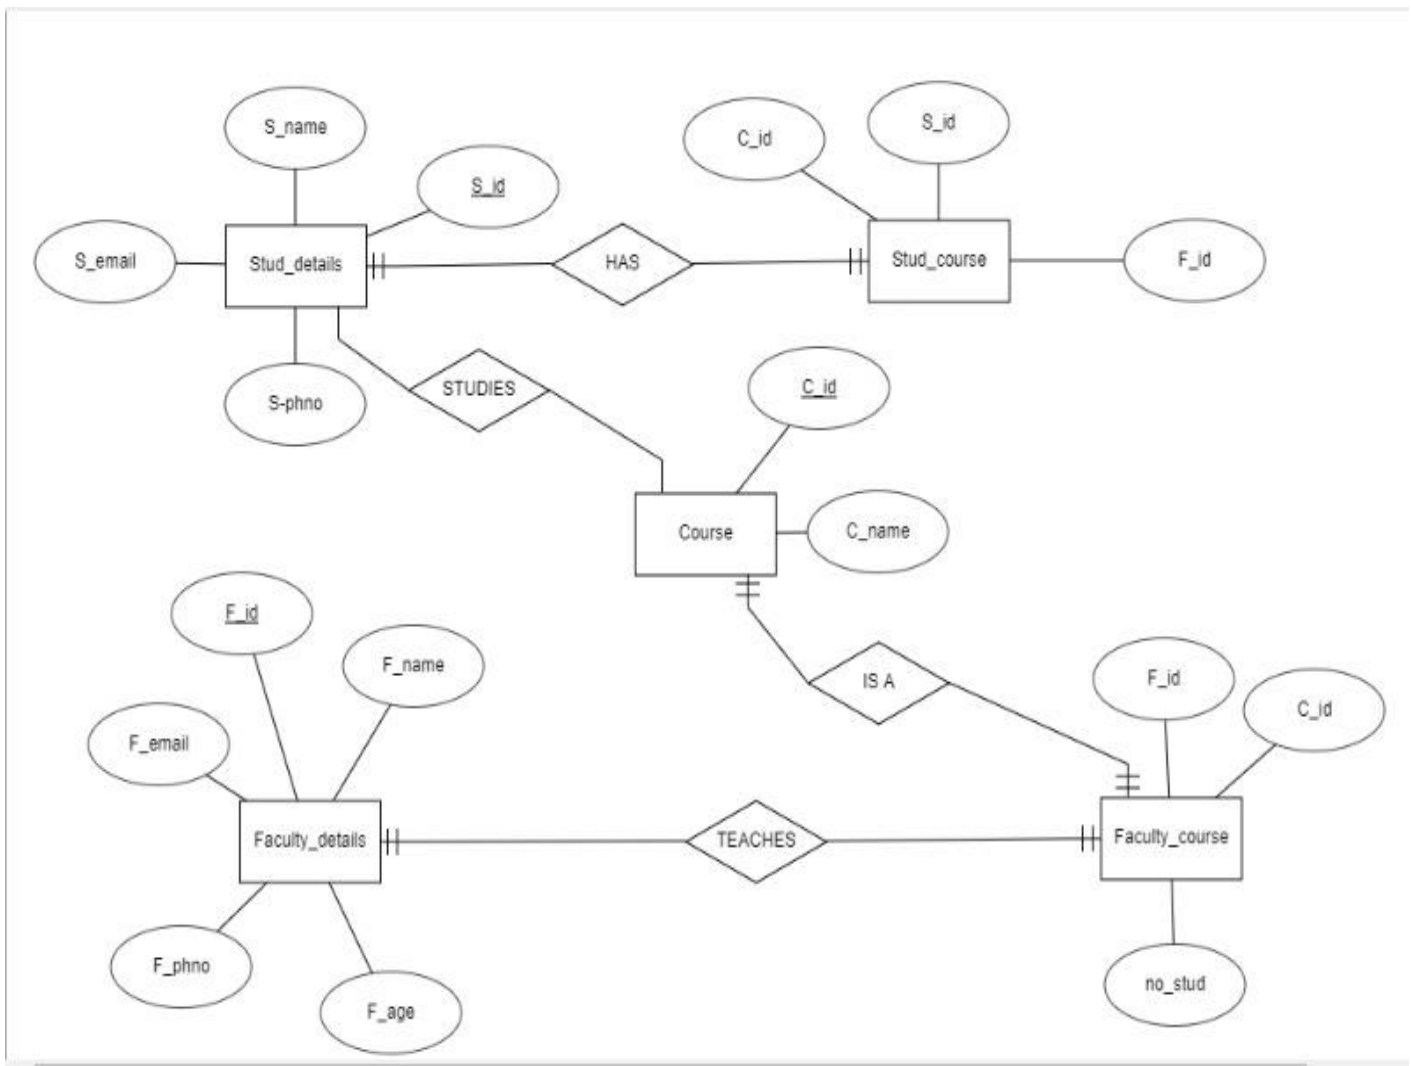 S_name
C_id
S_id
S_id
S_email
Stud_details
HAS
Stud_course
F_id
STUDIES
C_id
S-phno
Course
C_name
F_id
F_name
IS A
F_id
C_id
F_email
Faculty_details
TEACHES
Faculty_course
F_phno
F_age
no_stud